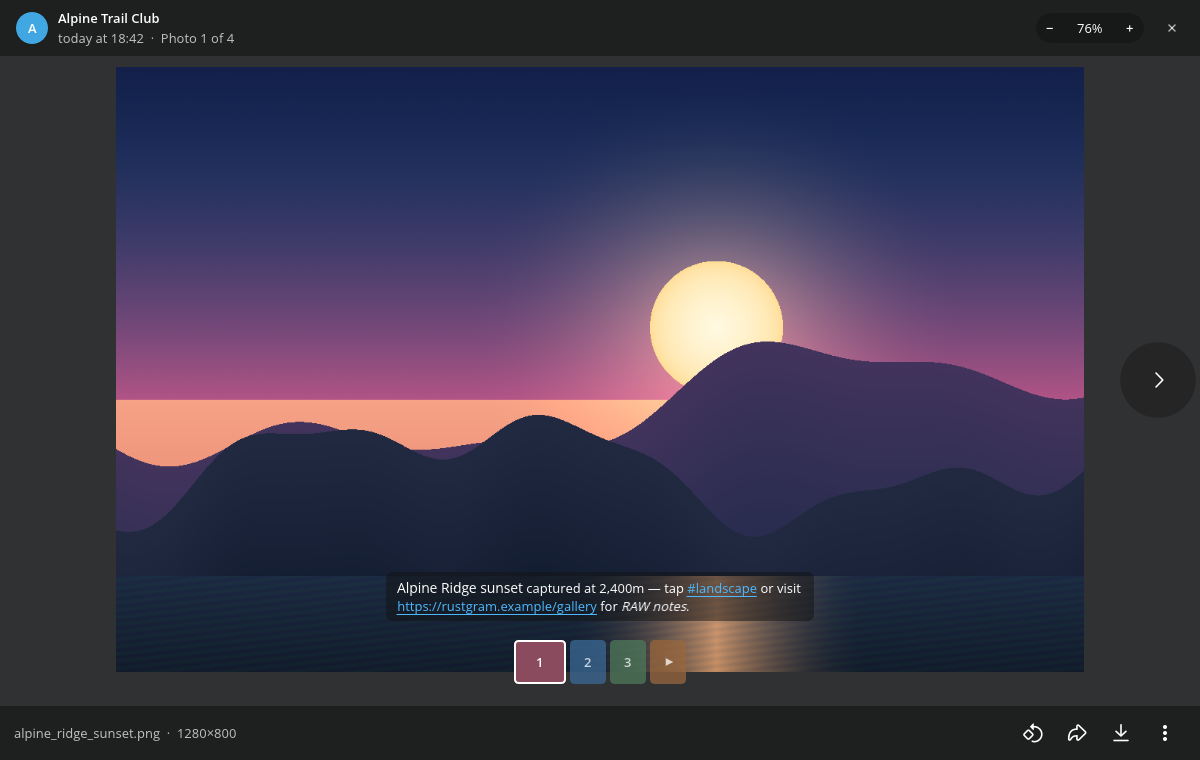 A
Alpine Trail Club
today at 18:42 · Photo 1 of 4
− 76% +
Alpine Ridge sunset captured at 2,400m — tap #landscape or visit
https://rustgram.example/gallery for RAW notes.
1 2 3
alpine_ridge_sunset.png · 1280×800